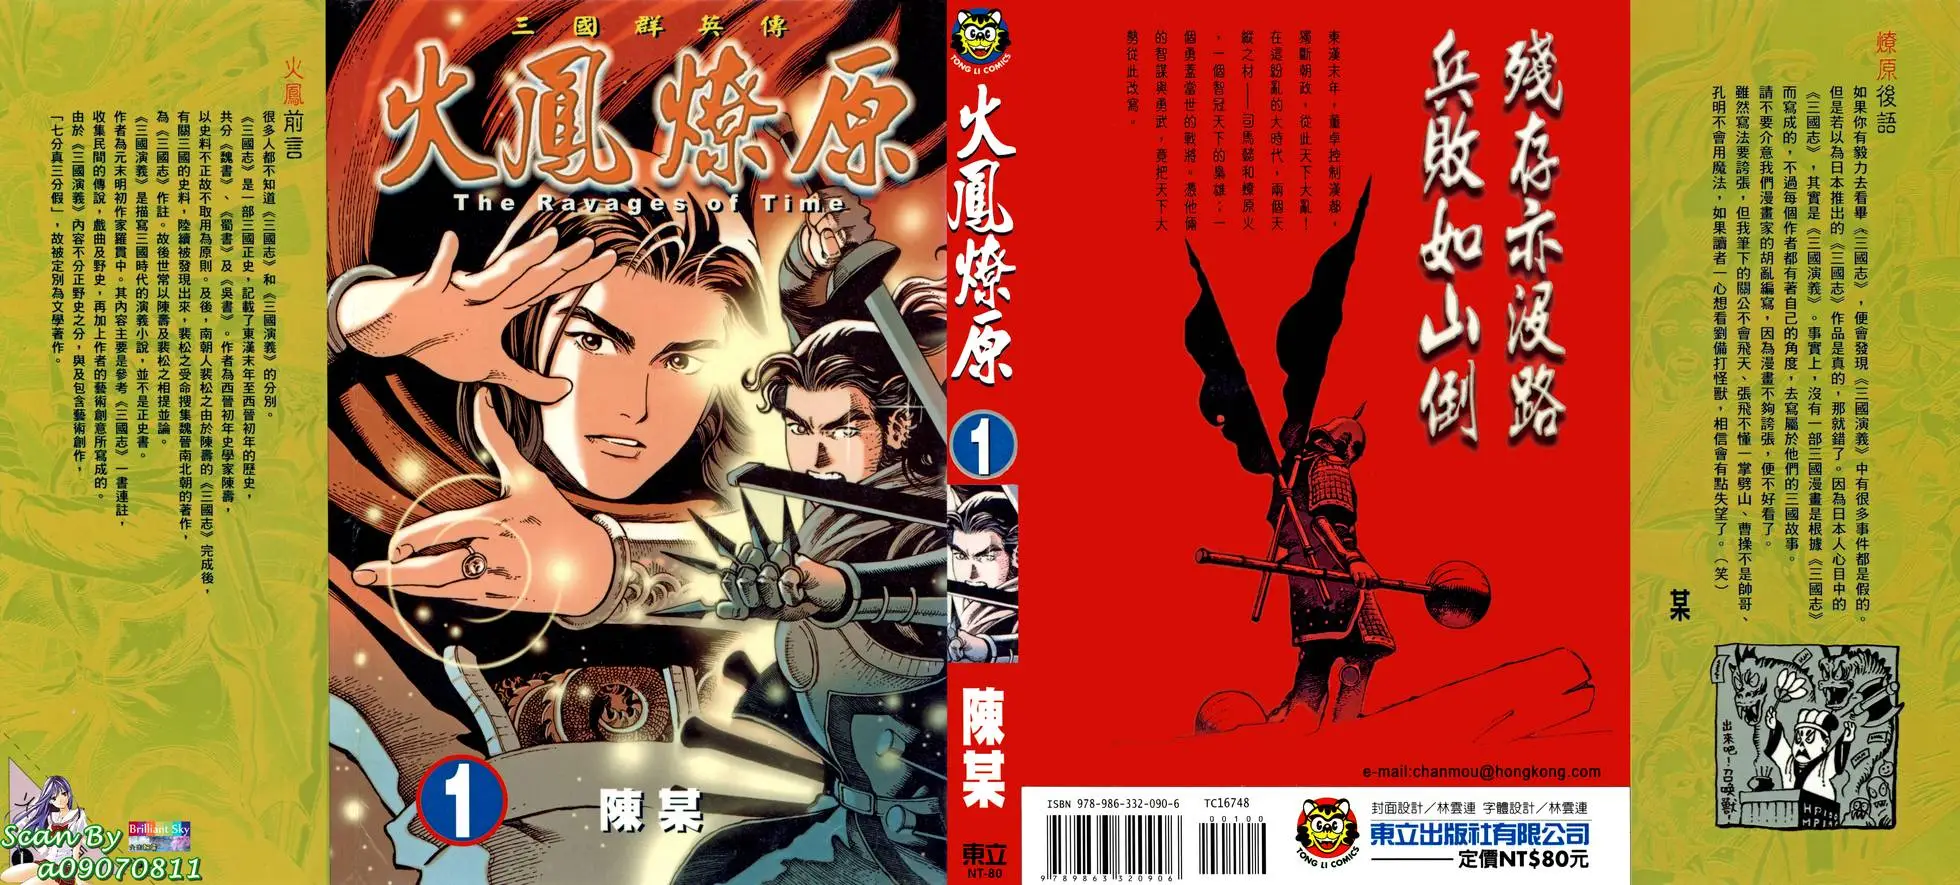 火鳳前言
很多人都不知道《三國志》和《三國演義》的分別。
《三國志》是一部三國正史，記載了東漢末年至西晉初年的歷史，
共分《魏書》、《蜀書》及《吳書》。作者為西晉初年史學家陳壽，
以史料不正故不取用為原則。及後，南朝人裴松之由於陳壽的《三國志》完成後，
有關三國的史料，陸續被發現出來，裴松之受命搜集魏晉南北朝的著作，
為《三國志》作註。故後世常以陳壽及裴松之相提並論。
《三國演義》是描寫三國時代的演義小說，並不是正史書。
作者為元末明初作家羅貫中。其內容主要是參考《三國志》一書連註，
收集民間的傳說，戲曲及野史，再加上作者的藝術創意所寫成的。
由於《三國演義》內容不分正野史之分，與及包含藝術創作，
「七分真三分假」，故被定別為文學著作。
Scan By
Brilliant Sky
a09070811
三國群英傳
火鳳燎原
The Ravages of Time
1
陳某
TONG LI COMICS
火鳳燎原
1
陳某
東立
NT-80
殘存亦沒路
兵敗如山倒
東漢末年，董卓控制漢都，
獨斷朝政，從此天下大亂！
在這紛亂的大時代，兩個天
縱之材——司馬懿和燎原火
，一個智冠天下的梟雄；一
個勇蓋當世的戰將。憑他倆
的智謀與勇武，竟把天下大
勢從此改寫。
e-mail:chanmou@hongkong.com
ISBN 978-986-332-090-6
TC16748
00100
9789863320906
TONG LI COMICS
封面設計／林雲連 字體設計／林雲連
東立出版社有限公司
定價NT$80元
燎原後語
如果你有毅力去看畢《三國志》，便會發現《三國演義》中有很多事件都是假的。
但是若以為日本推出的《三國志》作品是真的，那就錯了。因為日本人心目中的
《三國志》，其實是《三國演義》。事實上，沒有一部三國漫畫是根據《三國志》
而寫成的，不過每個作者都有著自己的角度，去寫屬於他們的三國故事。
請不要介意我們漫畫家的胡亂編寫，因為漫畫不夠誇張，便不好看了。
雖然寫法要誇張，但我筆下的關公不會飛天、張飛不懂一掌劈山、曹操不是帥哥、
孔明不會用魔法，如果讀者一心想看劉備打怪獸，相信會有點失望了。（笑）
某
出來吧！召喚獸！